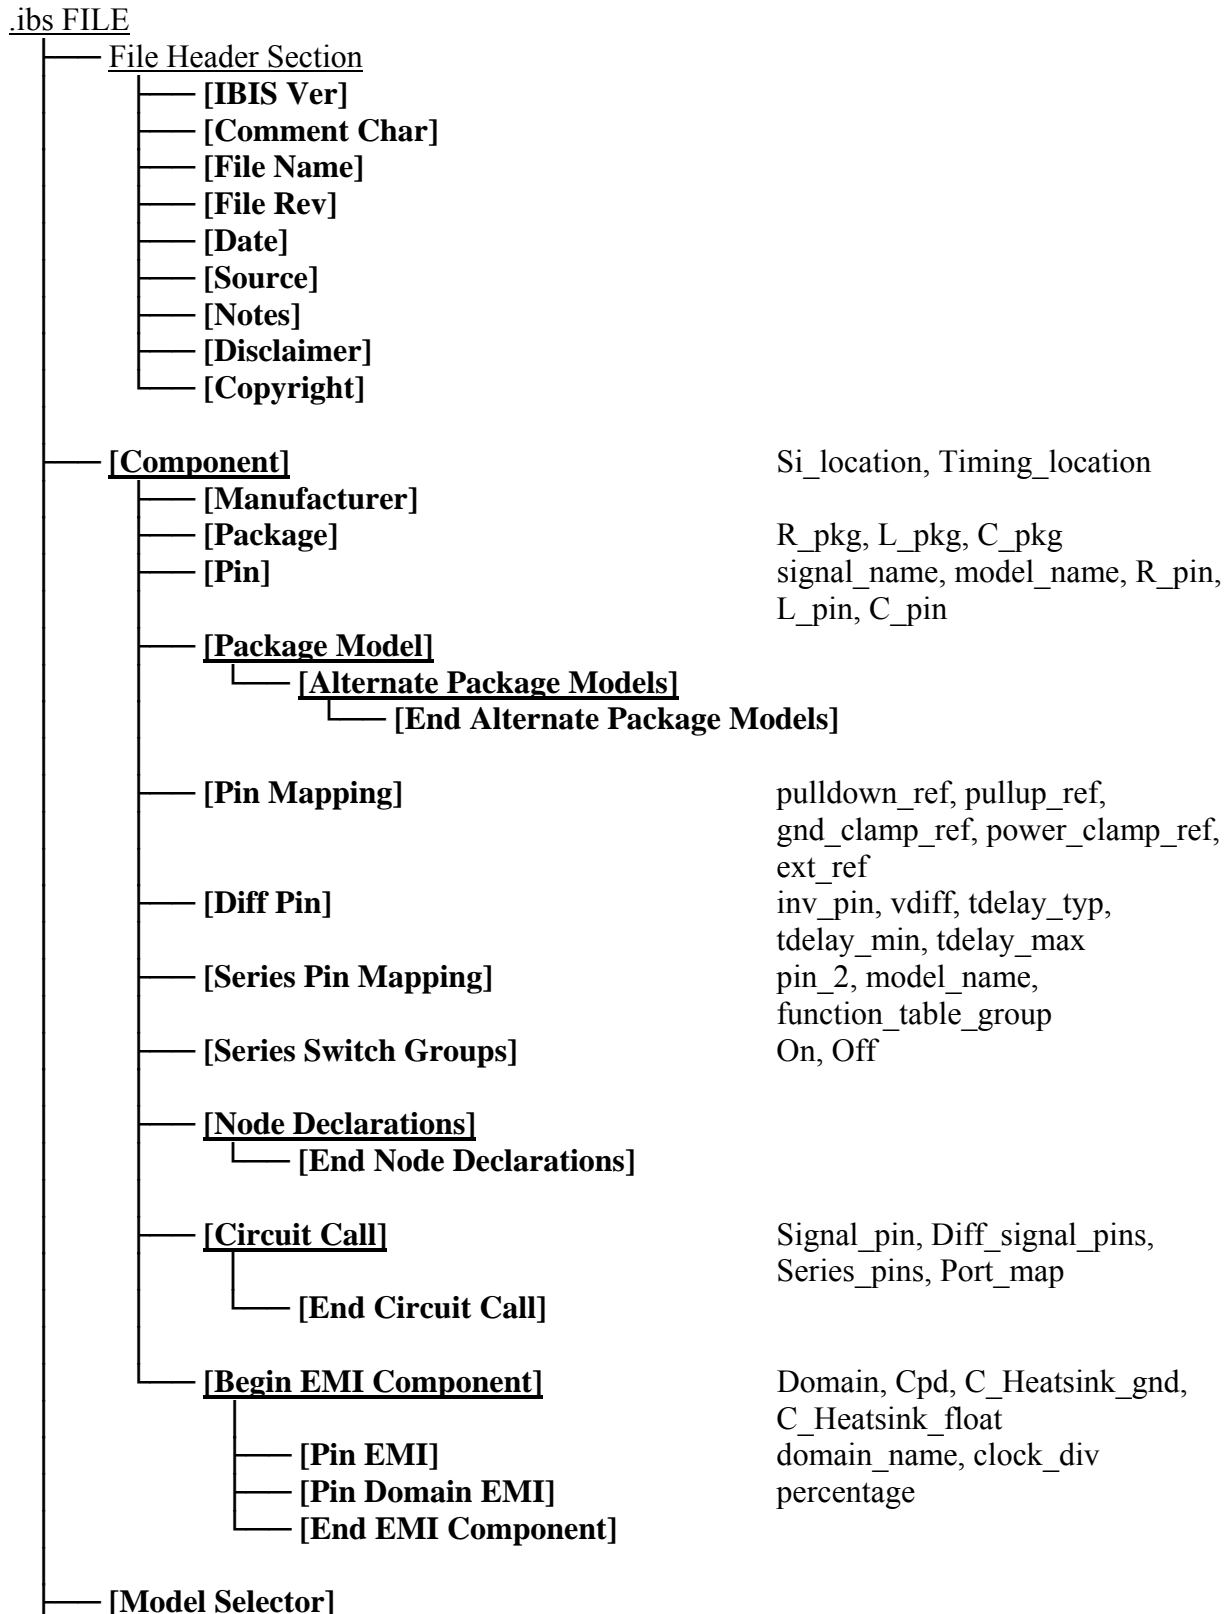 .ibs FILE
File Header Section
[IBIS Ver]
[Comment Char]
[File Name]
[File Rev]
[Date]
[Source]
[Notes]
[Disclaimer]
[Copyright]
[Component] Si_location, Timing_location
[Manufacturer]
[Package] R_pkg, L_pkg, C_pkg
[Pin] signal_name, model_name, R_pin,
L_pin, C_pin
[Package Model]
[Alternate Package Models]
[End Alternate Package Models]
[Pin Mapping] pulldown_ref, pullup_ref,
gnd_clamp_ref, power_clamp_ref,
ext_ref
[Diff Pin] inv_pin, vdiff, tdelay_typ,
tdelay_min, tdelay_max
[Series Pin Mapping] pin_2, model_name,
function_table_group
[Series Switch Groups] On, Off
[Node Declarations]
[End Node Declarations]
[Circuit Call] Signal_pin, Diff_signal_pins,
Series_pins, Port_map
[End Circuit Call]
[Begin EMI Component] Domain, Cpd, C_Heatsink_gnd,
C_Heatsink_float
[Pin EMI] domain_name, clock_div
[Pin Domain EMI] percentage
[End EMI Component]
[Model Selector]